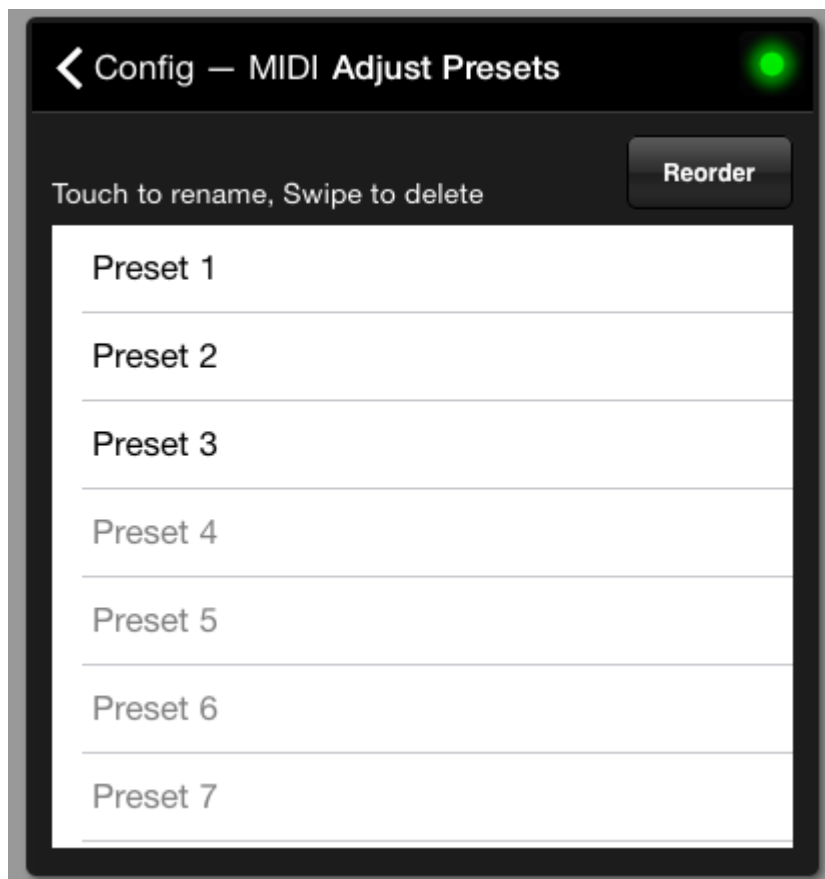 Config — MIDI Adjust Presets
Reorder
Touch to rename, Swipe to delete
Preset 1
Preset 2
Preset 3
Preset 4
Preset 5
Preset 6
Preset 7